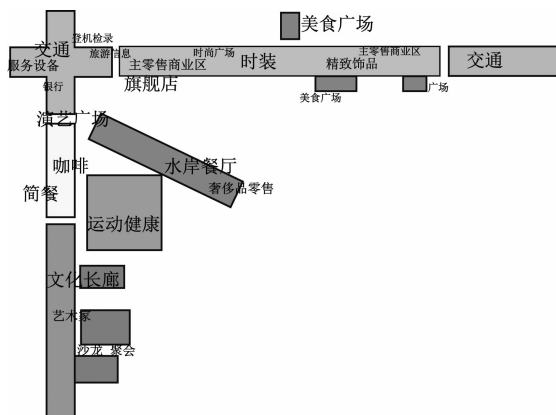 美食广场
登机检录
交通
旅游信息
时尚广场
主零售商业区
服务设备
主零售商业区
时装
精致饰品
交通
银行
旗舰店
美食广场
广场
演艺广场
咖啡
水岸餐厅
简餐
奢侈品零售
运动健康
文化长廊
艺术家
沙龙 聚会